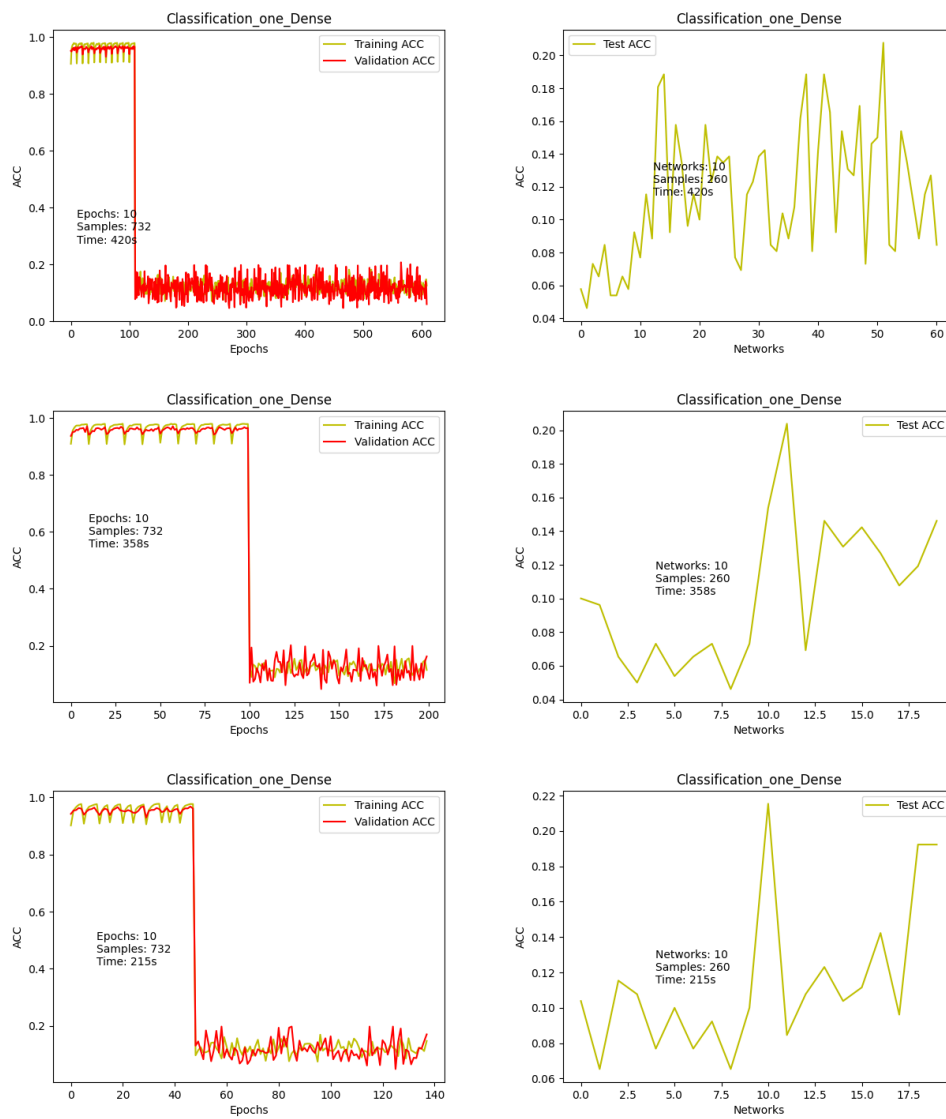 Classification_one_Dense
1.0
0.8
0.6
0.4
0.2
0.0
ACC
Training ACC
Validation ACC
Epochs: 10
Samples: 732
Time: 420s
0 100 200 300 400 500 600
Epochs
Classification_one_Dense
0.20
0.18
0.16
0.14
0.12
0.10
0.08
0.06
0.04
ACC
Test ACC
Networks: 10
Samples: 260
Time: 420s
0 10 20 30 40 50 60
Networks
Classification_one_Dense
1.0
0.8
0.6
0.4
0.2
ACC
Training ACC
Validation ACC
Epochs: 10
Samples: 732
Time: 358s
0 25 50 75 100 125 150 175 200
Epochs
Classification_one_Dense
0.20
0.18
0.16
0.14
0.12
0.10
0.08
0.06
0.04
ACC
Test ACC
Networks: 10
Samples: 260
Time: 358s
0.0 2.5 5.0 7.5 10.0 12.5 15.0 17.5
Networks
Classification_one_Dense
1.0
0.8
0.6
0.4
0.2
ACC
Training ACC
Validation ACC
Epochs: 10
Samples: 732
Time: 215s
0 20 40 60 80 100 120 140
Epochs
Classification_one_Dense
0.22
0.20
0.18
0.16
0.14
0.12
0.10
0.08
0.06
ACC
Test ACC
Networks: 10
Samples: 260
Time: 215s
0.0 2.5 5.0 7.5 10.0 12.5 15.0 17.5
Networks